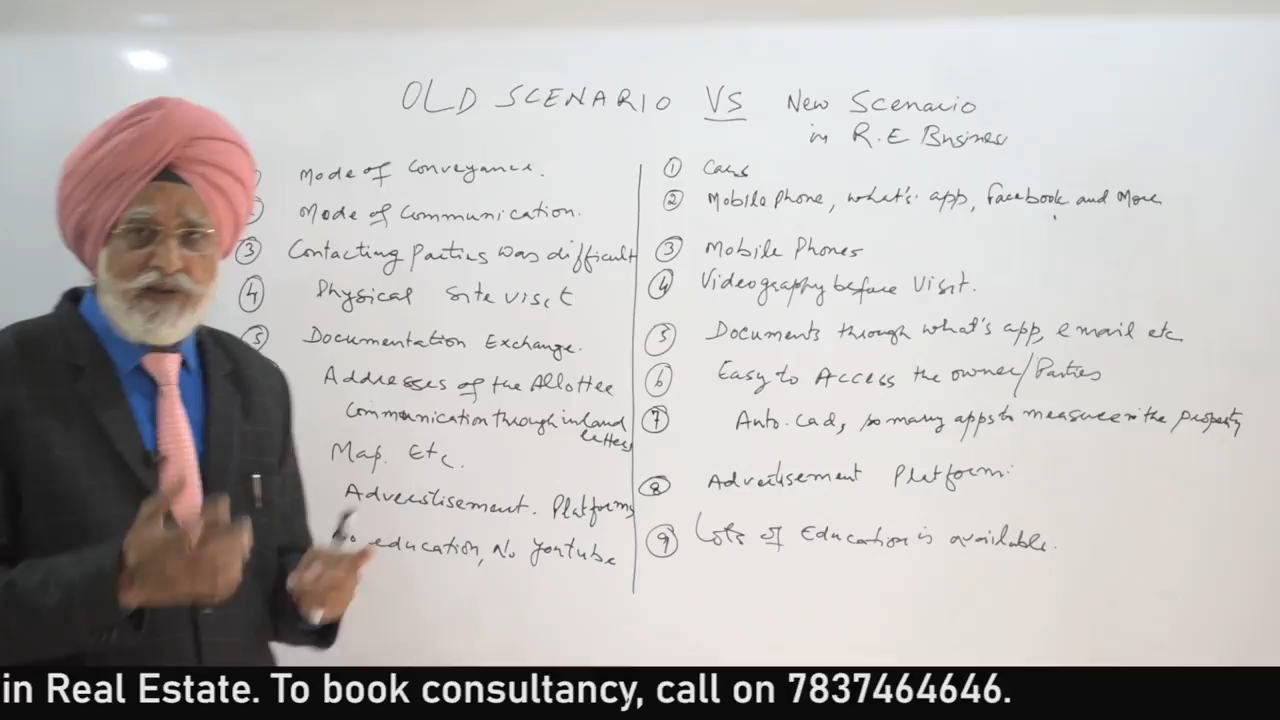 OLD SCENARIO VS New Scenario
in R.E Business
Mode of Conveyance.
Mode of Communication.
③ Contacting Parties was difficult
④ Physical Site visit
⑤ Documentation Exchange.
Addresses of the Allottee
Communication through inland
letters
Map. Etc.
Advertisement. Platforms
education, No Youtube
① Cars
② Mobile Phone, what's app, Facebook and More
③ Mobile Phones
④ Videography before Visit.
⑤ Documents through what's app, email etc
⑥ Easy to Access the owner/Parties
⑦ Auto.Cad, so many apps to measure the property
⑧ Advertisement Platform
⑨ Lots of Education is available.
in Real Estate. To book consultancy, call on 7837464646.